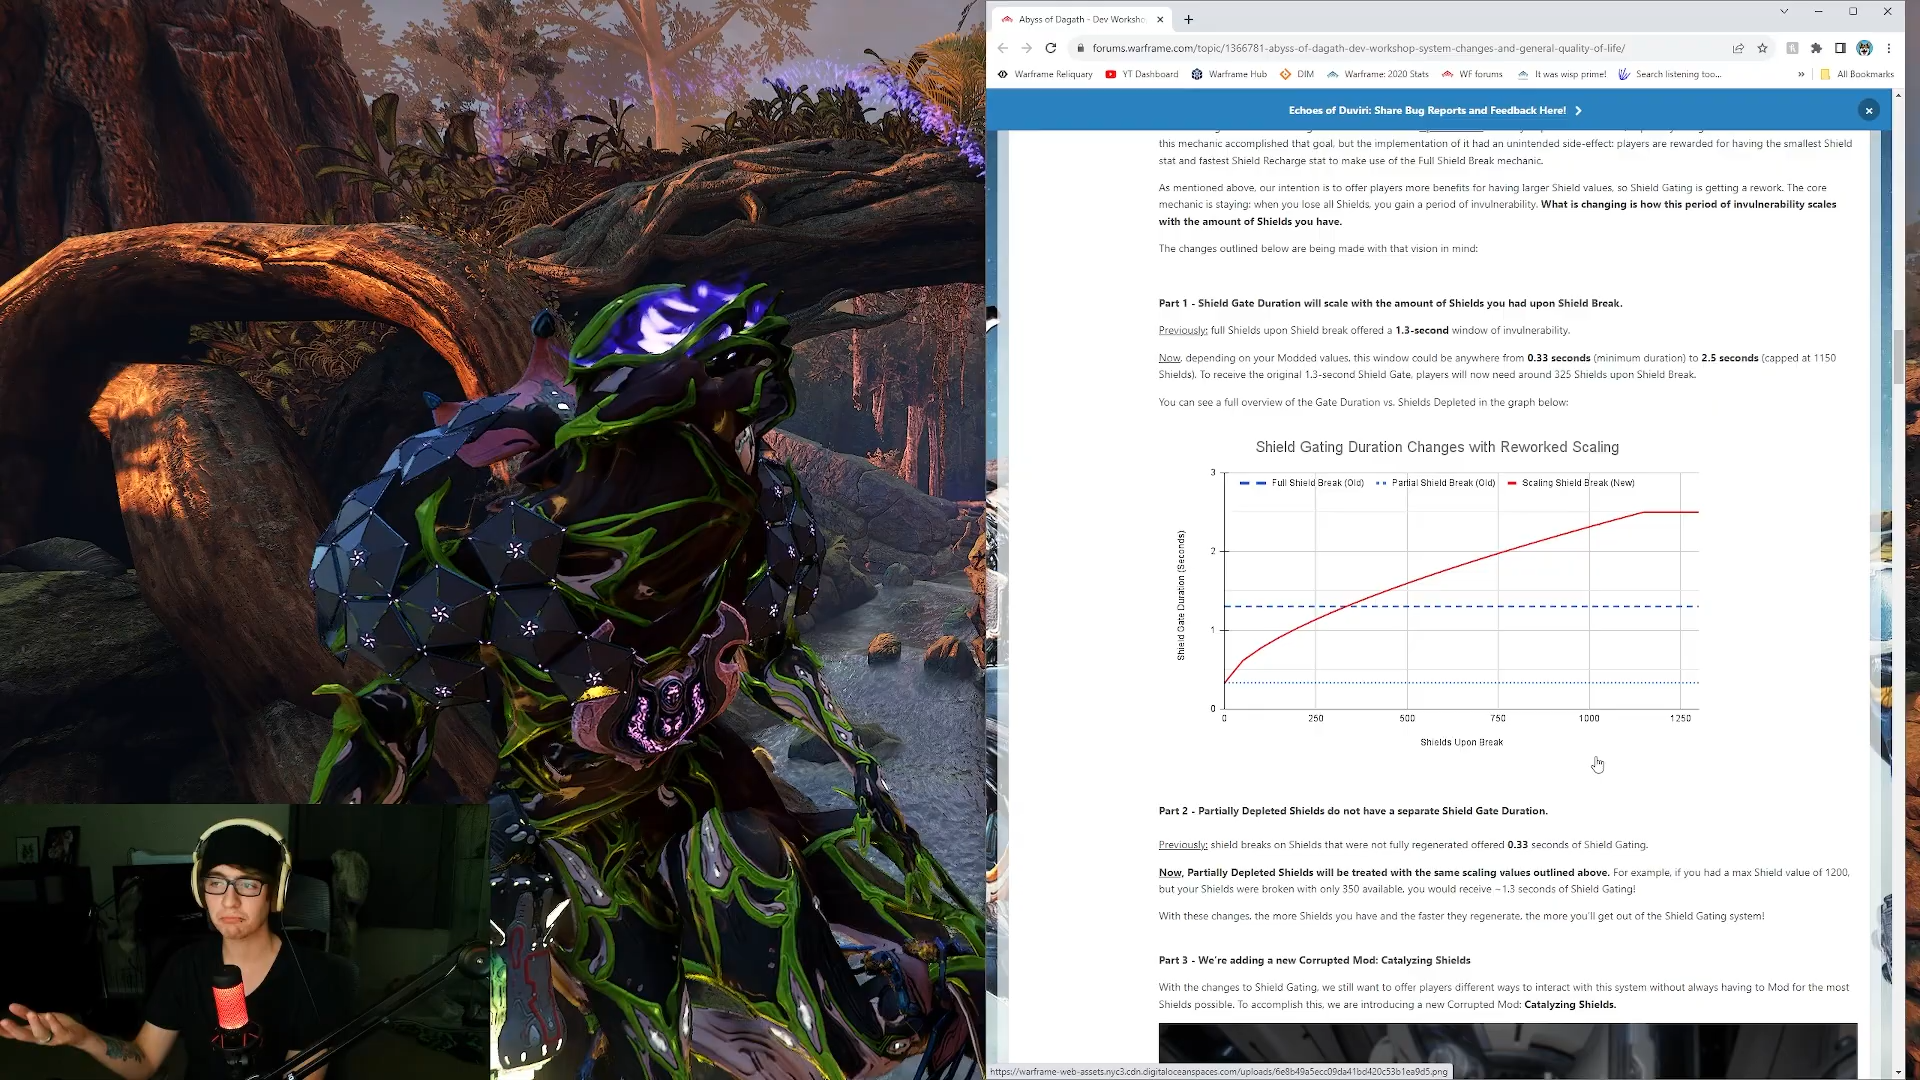 Abyss of Dagath - Dev Worksho
forums.warframe.com/topic/1366781-abyss-of-dagath-dev-workshop-system-changes-and-general-quality-of-life/
Warframe Reliquary YT Dashboard Warframe Hub DIM Warframe: 2020 Stats WF forums It was wisp prime! Search listening too... » All Bookmarks
Echoes of Duviri: Share Bug Reports and Feedback Here!
this mechanic accomplished that goal, but the implementation of it had an unintended side-effect: players are rewarded for having the smallest Shield
stat and fastest Shield Recharge stat to make use of the Full Shield Break mechanic.
As mentioned above, our intention is to offer players more benefits for having larger Shield values, so Shield Gating is getting a rework. The core
mechanic is staying: when you lose all Shields, you gain a period of invulnerability. What is changing is how this period of invulnerability scales
with the amount of Shields you have.
The changes outlined below are being made with that vision in mind:
Part 1 - Shield Gate Duration will scale with the amount of Shields you had upon Shield Break.
Previously: full Shields upon Shield break offered a 1.3-second window of invulnerability.
Now, depending on your Modded values, this window could be anywhere from 0.33 seconds (minimum duration) to 2.5 seconds (capped at 1150
Shields). To receive the original 1.3-second Shield Gate, players will now need around 325 Shields upon Shield Break.
You can see a full overview of the Gate Duration vs. Shields Depleted in the graph below:
Shield Gating Duration Changes with Reworked Scaling
3
Full Shield Break (Old) Partial Shield Break (Old) Scaling Shield Break (New)
Shield Gate Duration (Seconds)
2
1
0
0 250 500 750 1000 1250
Shields Upon Break
Part 2 - Partially Depleted Shields do not have a separate Shield Gate Duration.
Previously: shield breaks on Shields that were not fully regenerated offered 0.33 seconds of Shield Gating.
Now, Partially Depleted Shields will be treated with the same scaling values outlined above. For example, if you had a max Shield value of 1200,
but your Shields were broken with only 350 available, you would receive ~1.3 seconds of Shield Gating!
With these changes, the more Shields you have and the faster they regenerate, the more you'll get out of the Shield Gating system!
Part 3 - We're adding a new Corrupted Mod: Catalyzing Shields
With the changes to Shield Gating, we still want to offer players different ways to interact with this system without always having to Mod for the most
Shields possible. To accomplish this, we are introducing a new Corrupted Mod: Catalyzing Shields.
https://warframe-web-assets.nyc3.cdn.digitaloceanspaces.com/uploads/6e8b49a5ecc09da41bd420c53b1ea9d5.png